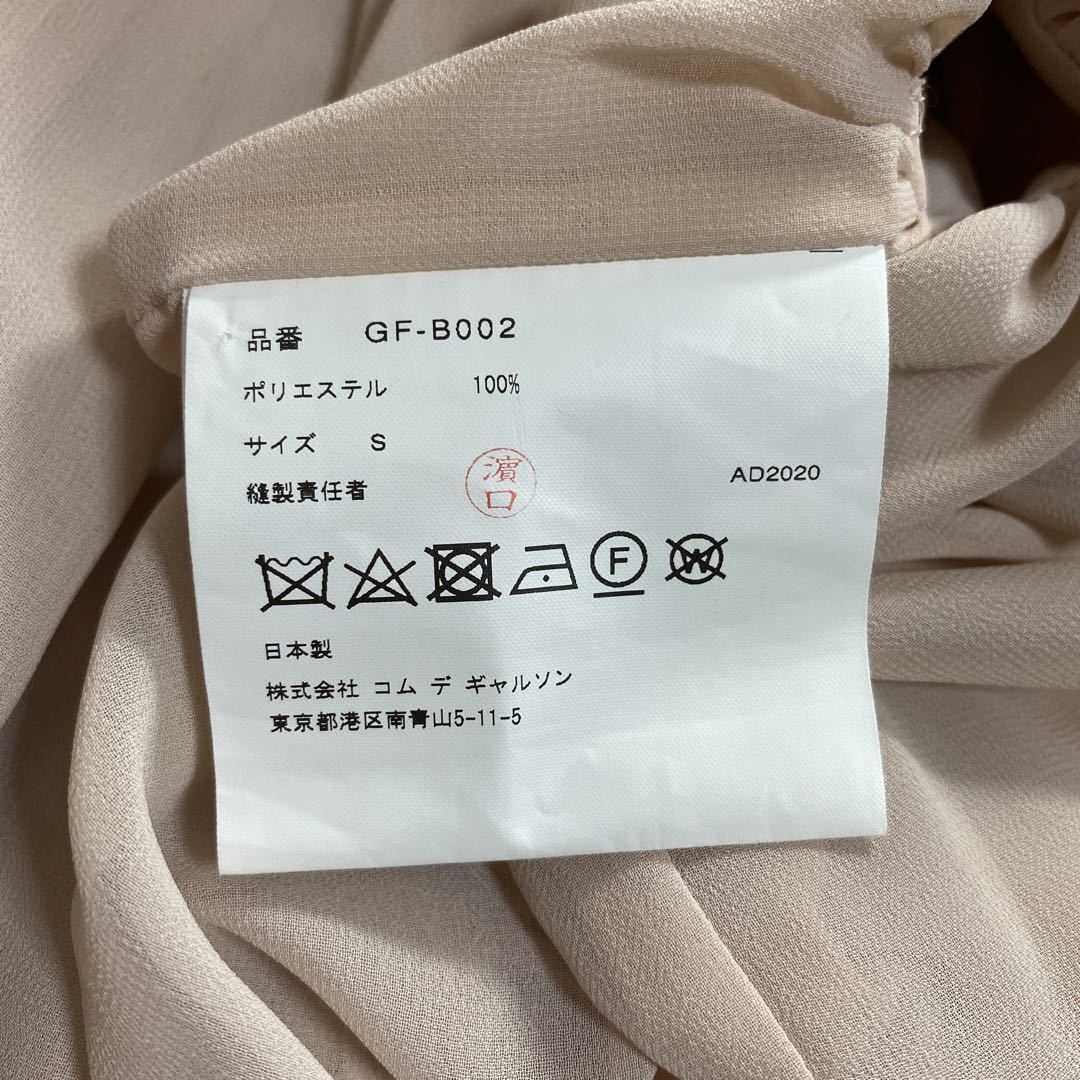 品番 GF-B002
ポリエステル 100%
サイズ S
縫製責任者 濵口 AD2020
F W
日本製
株式会社 コム デ ギャルソン
東京都港区南青山5-11-5